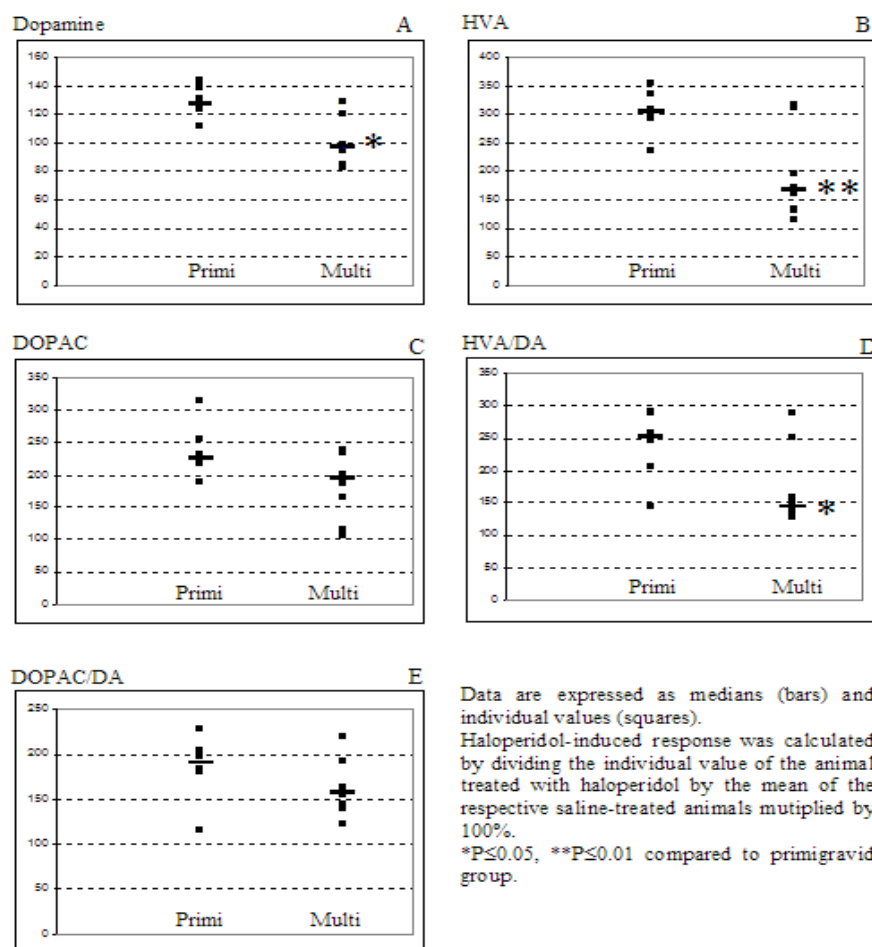 Dopamine A
160
140
120
100
80
60
40
20
0
*
Primi Multi
HVA B
400
350
300
250
200
150
100
50
0
**
Primi Multi
DOPAC C
350
300
250
200
150
100
50
0
Primi Multi
HVA/DA D
350
300
250
200
150
100
50
0
*
Primi Multi
DOPAC/DA E
250
200
150
100
50
0
Primi Multi
Data are expressed as medians (bars) and
individual values (squares).
Haloperidol-induced response was calculated
by dividing the individual value of the animal
treated with haloperidol by the mean of the
respective saline-treated animals mutiplied by
100%.
*P≤0.05, **P≤0.01 compared to primigravid
group.